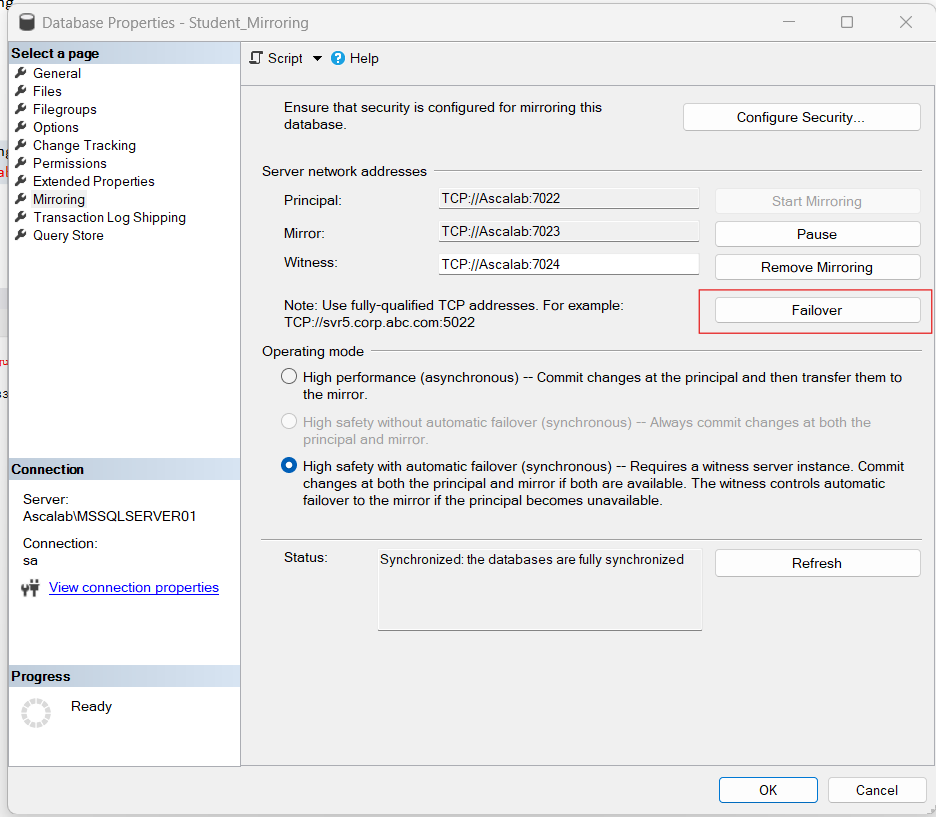 Database Properties - Student_Mirroring
Select a page
General
Files
Filegroups
Options
Change Tracking
Permissions
Extended Properties
Mirroring
Transaction Log Shipping
Query Store
Script
Help
Ensure that security is configured for mirroring this
database.
Configure Security...
Server network addresses
Principal:
TCP://Ascalab:7022
Start Mirroring
Mirror:
TCP://Ascalab:7023
Pause
Witness:
TCP://Ascalab:7024
Remove Mirroring
Note: Use fully-qualified TCP addresses. For example:
TCP://svr5.corp.abc.com:5022
Failover
Operating mode
High performance (asynchronous) -- Commit changes at the principal and then transfer them to
the mirror.
High safety without automatic failover (synchronous) -- Always commit changes at both the
principal and mirror.
High safety with automatic failover (synchronous) -- Requires a witness server instance. Commit
changes at both the principal and mirror if both are available. The witness controls automatic
failover to the mirror if the principal becomes unavailable.
Status:
Synchronized: the databases are fully synchronized
Refresh
Connection
Server:
Ascalab\MSSQLSERVER01
Connection:
sa
View connection properties
Progress
Ready
OK
Cancel